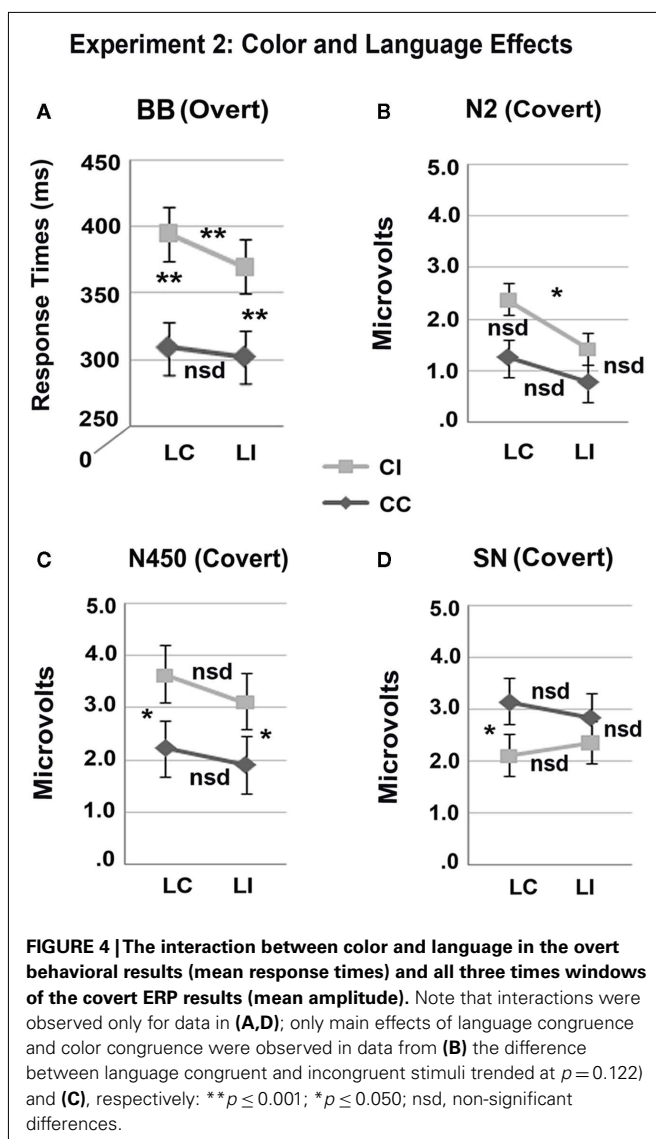 Experiment 2: Color and Language Effects
A BB (Overt)
Response Times (ms)
450
400
350
300
250
0
**
**
**
nsd
LC LI
B N2 (Covert)
Microvolts
5.0
4.0
3.0
2.0
1.0
.0
*
nsd
nsd
nsd
LC LI
CI
CC
C N450 (Covert)
Microvolts
5.0
4.0
3.0
2.0
1.0
.0
nsd
*
*
nsd
LC LI
D SN (Covert)
Microvolts
5.0
4.0
3.0
2.0
1.0
.0
nsd
*
nsd
nsd
LC LI
FIGURE 4 | The interaction between color and language in the overt
behavioral results (mean response times) and all three times windows
of the covert ERP results (mean amplitude). Note that interactions were
observed only for data in (A,D); only main effects of language congruence
and color congruence were observed in data from (B) the difference
between language congruent and incongruent stimuli trended at p = 0.122)
and (C), respectively: **p ≤ 0.001; *p ≤ 0.050; nsd, non-significant
differences.